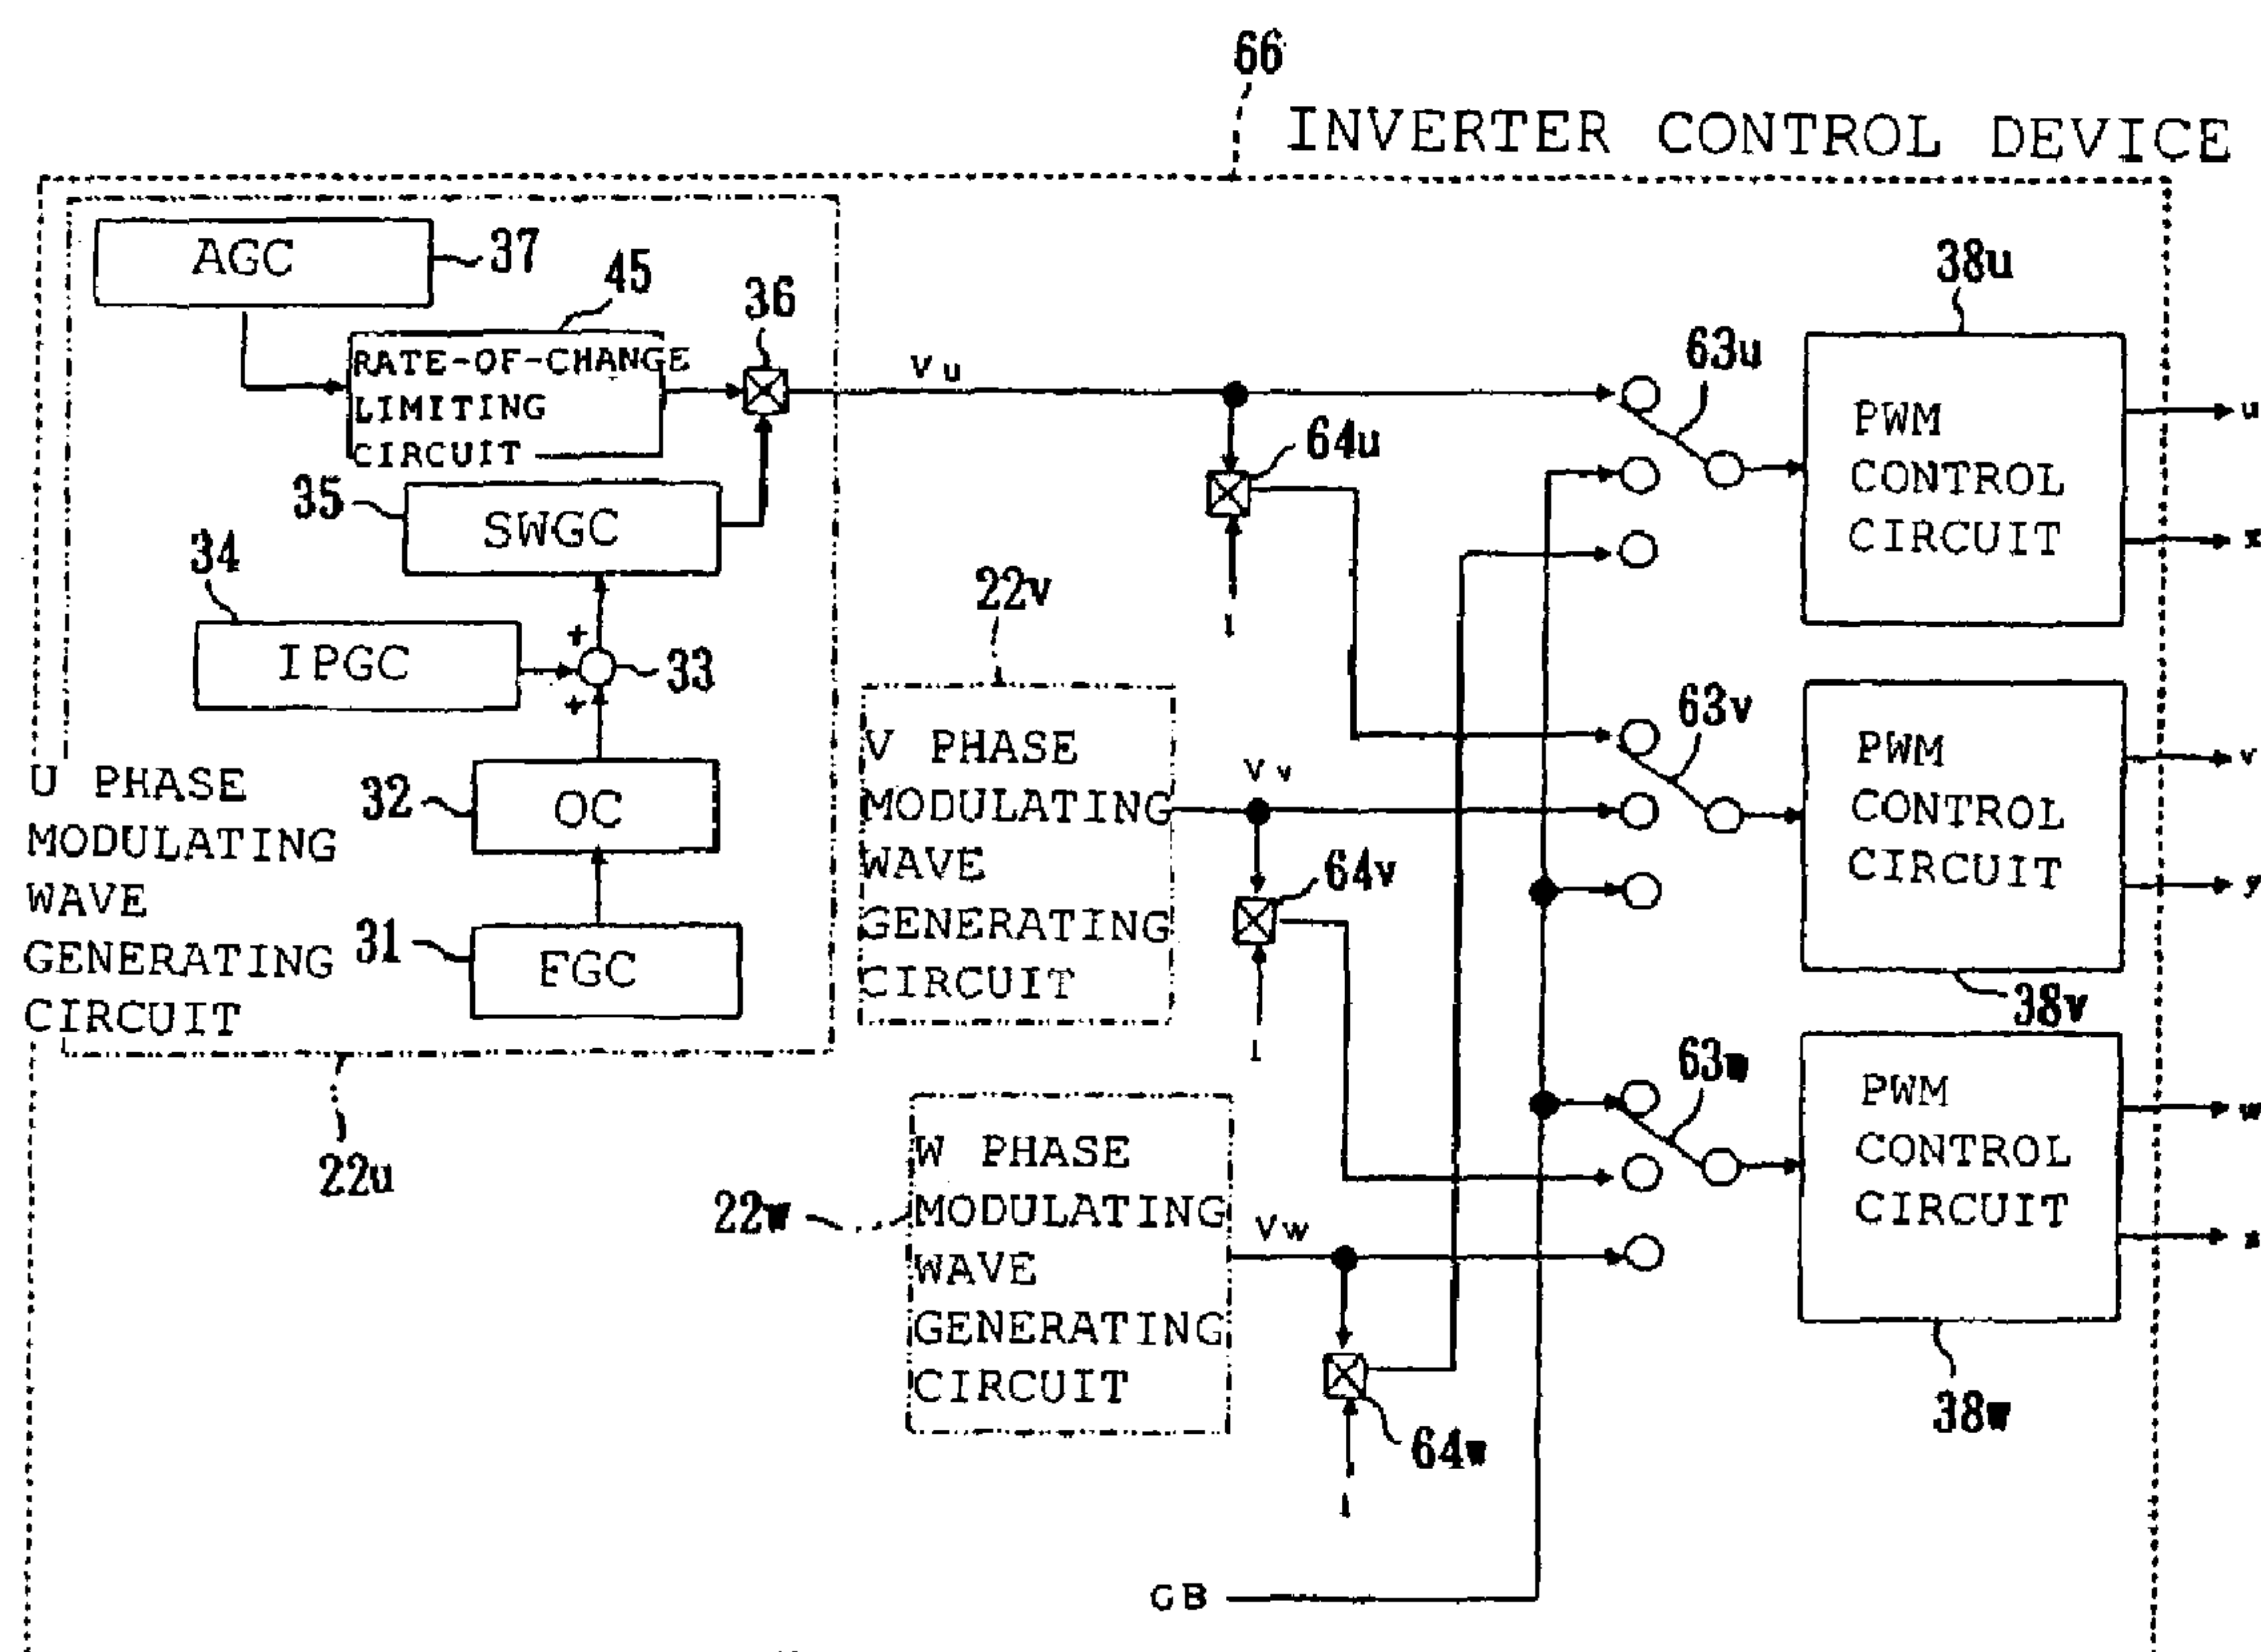 66
INVERTER CONTROL DEVICE
AGC
37
45
36
38u
RATE-OF-CHANGE
LIMITING
CIRCUIT
Vu
63u
64u
PWM
CONTROL
CIRCUIT
u
x
35
SWGC
34
IPGC
+
+
33
22v
V PHASE
MODULATING
WAVE
GENERATING
CIRCUIT
Vv
63v
64v
PWM
CONTROL
CIRCUIT
v
y
38v
U PHASE
MODULATING
WAVE
GENERATING
CIRCUIT
32
OC
31
FGC
22u
22w
W PHASE
MODULATING
WAVE
GENERATING
CIRCUIT
Vw
63w
64w
PWM
CONTROL
CIRCUIT
w
z
38w
GB